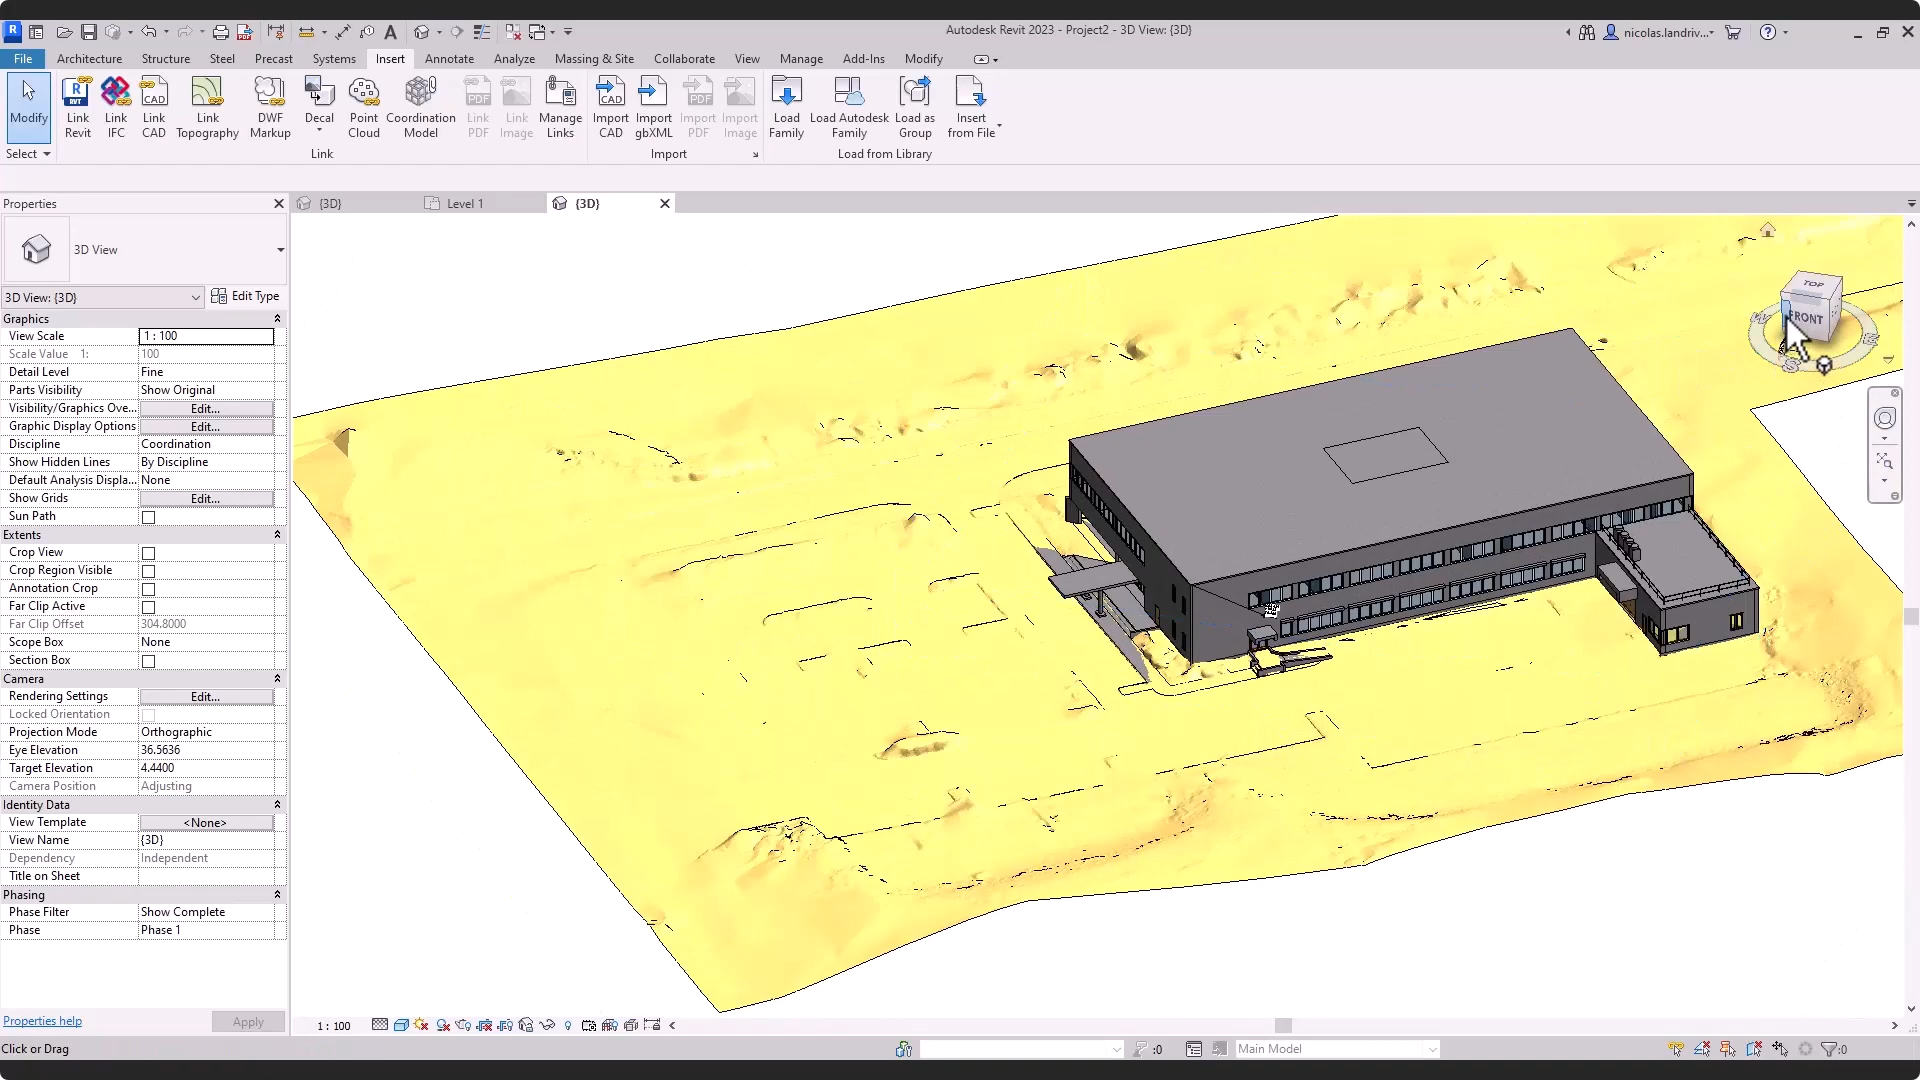 Autodesk Revit 2023 - Project2 - 3D View: {3D}
nicolas.landriv...
File Architecture Structure Steel Precast Systems Insert Annotate Analyze Massing & Site Collaborate View Manage Add-Ins Modify
Modify
Link Revit
Link IFC
Link CAD
Link Topography
DWF Markup
Decal
Point Cloud
Coordination Model
Link PDF
Link Image
Manage Links
Import CAD
Import gbXML
Import PDF
Import Image
Load Family
Load Autodesk Family
Load as Group
Insert from File
Select
Link
Import
Load from Library
Properties
{3D}
Level 1
{3D}
3D View
3D View: {3D}
Edit Type
Graphics
View Scale 1 : 100
Scale Value 1: 100
Detail Level Fine
Parts Visibility Show Original
Visibility/Graphics Ove... Edit...
Graphic Display Options Edit...
Discipline Coordination
Show Hidden Lines By Discipline
Default Analysis Displa... None
Show Grids Edit...
Sun Path
Extents
Crop View
Crop Region Visible
Annotation Crop
Far Clip Active
Far Clip Offset 304.8000
Scope Box None
Section Box
Camera
Rendering Settings Edit...
Locked Orientation
Projection Mode Orthographic
Eye Elevation 36.5636
Target Elevation 4.4400
Camera Position Adjusting
Identity Data
View Template <None>
View Name {3D}
Dependency Independent
Title on Sheet
Phasing
Phase Filter Show Complete
Phase Phase 1
Properties help
Apply
TOP
FRONT
W
S
E
1 : 100
Click or Drag
:0
Main Model
:0